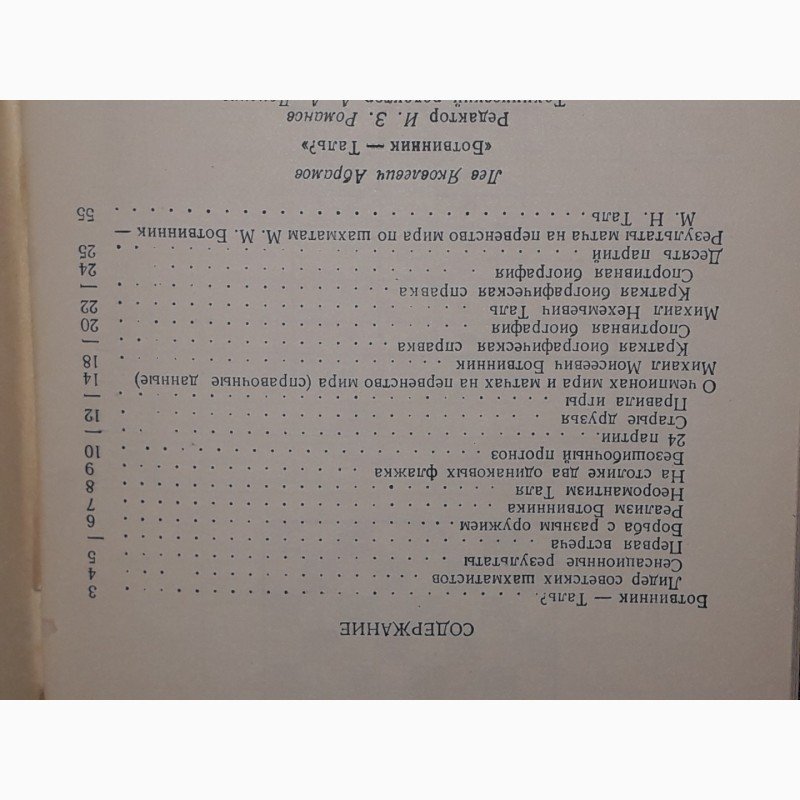 СОДЕРЖАНИЕ
Ботвинник — Таль?. . . . . . . . . . . . . . . . 3
Лидер советских шахматистов . . . . . . . . . . 4
Сенсационные результаты . . . . . . . . . . . . 5
Первая встреча . . . . . . . . . . . . . . . . —
Борьба с разным оружием . . . . . . . . . . . . 6
Реализм Ботвинника . . . . . . . . . . . . . . 7
Неоромантизм Таля . . . . . . . . . . . . . . . 8
На столике два одинаковых флажка . . . . . . . 9
Безошибочный прогноз . . . . . . . . . . . . . 10
24 партии. . . . . . . . . . . . . . . . . . . —
Старые друзья . . . . . . . . . . . . . . . . . 12
Правила игры . . . . . . . . . . . . . . . . . —
О чемпионах мира и матчах на первенство мира (справочные данные) 14
Михаил Моисеевич Ботвинник . . . . . . . . . . 18
Краткая биографическая справка . . . . . . . . —
Спортивная биография . . . . . . . . . . . . . 20
Михаил Нехемьевич Таль . . . . . . . . . . . . 22
Краткая биографическая справка . . . . . . . . —
Спортивная биография . . . . . . . . . . . . . 24
Десять партий . . . . . . . . . . . . . . . . . 25
Результаты матча на первенство мира по шахматам М. М. Ботвинник —
М. Н. Таль . . . . . . . . . . . . . . . . . . 55
Лев Яковлевич Абрамов
«Ботвинник — Таль?»
Редактор И. З. Романов
Технический редактор